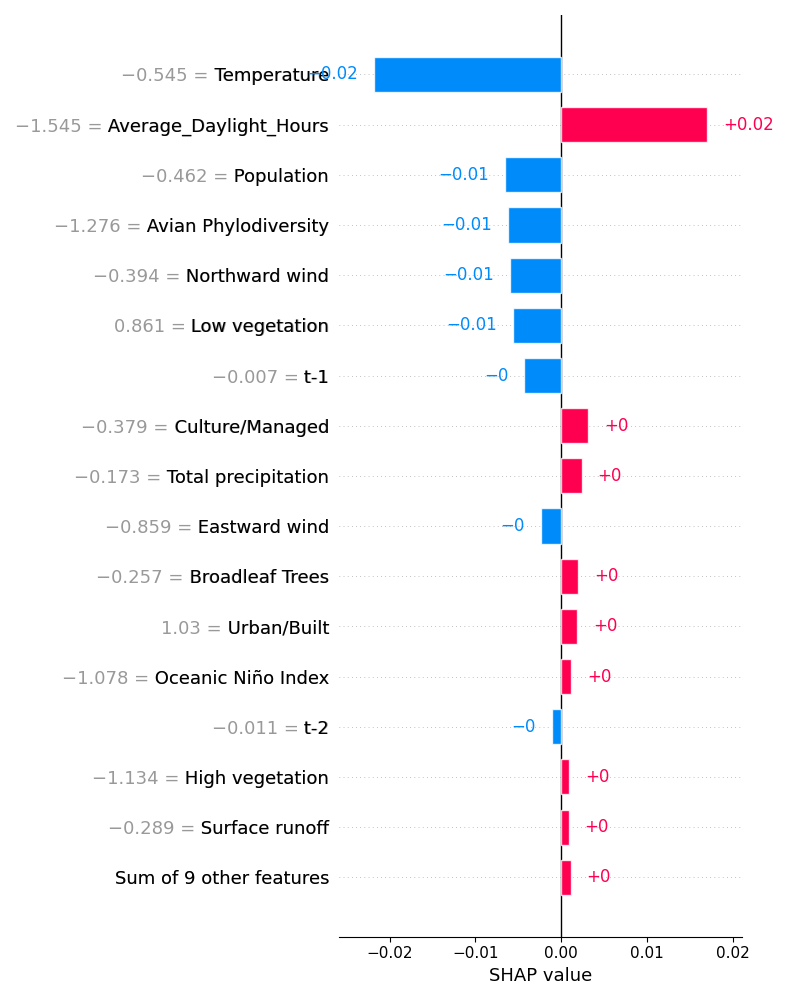 −0.545 = Temperature −0.02
−1.545 = Average_Daylight_Hours +0.02
−0.462 = Population −0.01
−1.276 = Avian Phylodiversity −0.01
−0.394 = Northward wind −0.01
0.861 = Low vegetation −0.01
−0.007 = t-1 −0
−0.379 = Culture/Managed +0
−0.173 = Total precipitation +0
−0.859 = Eastward wind −0
−0.257 = Broadleaf Trees +0
1.03 = Urban/Built +0
−1.078 = Oceanic Niño Index +0
−0.011 = t-2 −0
−1.134 = High vegetation +0
−0.289 = Surface runoff +0
Sum of 9 other features +0
−0.02 −0.01 0.00 0.01 0.02
SHAP value